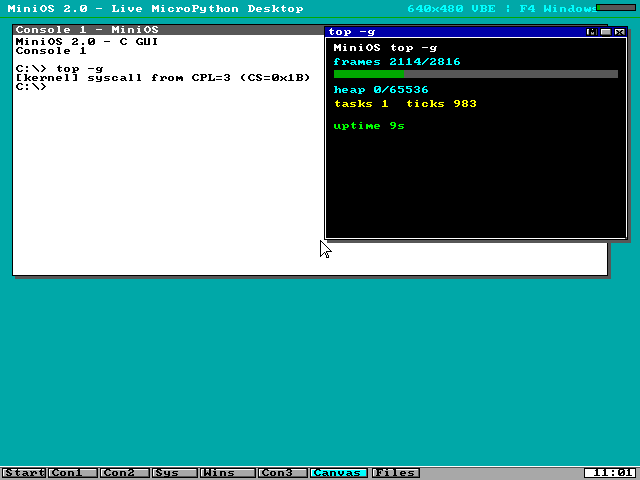 MiniOS 2.0 - Live MicroPython Desktop
640x480 VBE | F4 Windows
Console 1 - MiniOS
MiniOS 2.0 - C GUI
Console 1
C:\> top -g
[kernel] syscall from CPL=3 (CS=0x1B)
C:\>
top -g
MiniOS top -g
frames 2114/2816
heap 0/65536
tasks 1 ticks 983
uptime 9s
Start Con1 Con2 Sys Wins Con3 Canvas Files 11:01